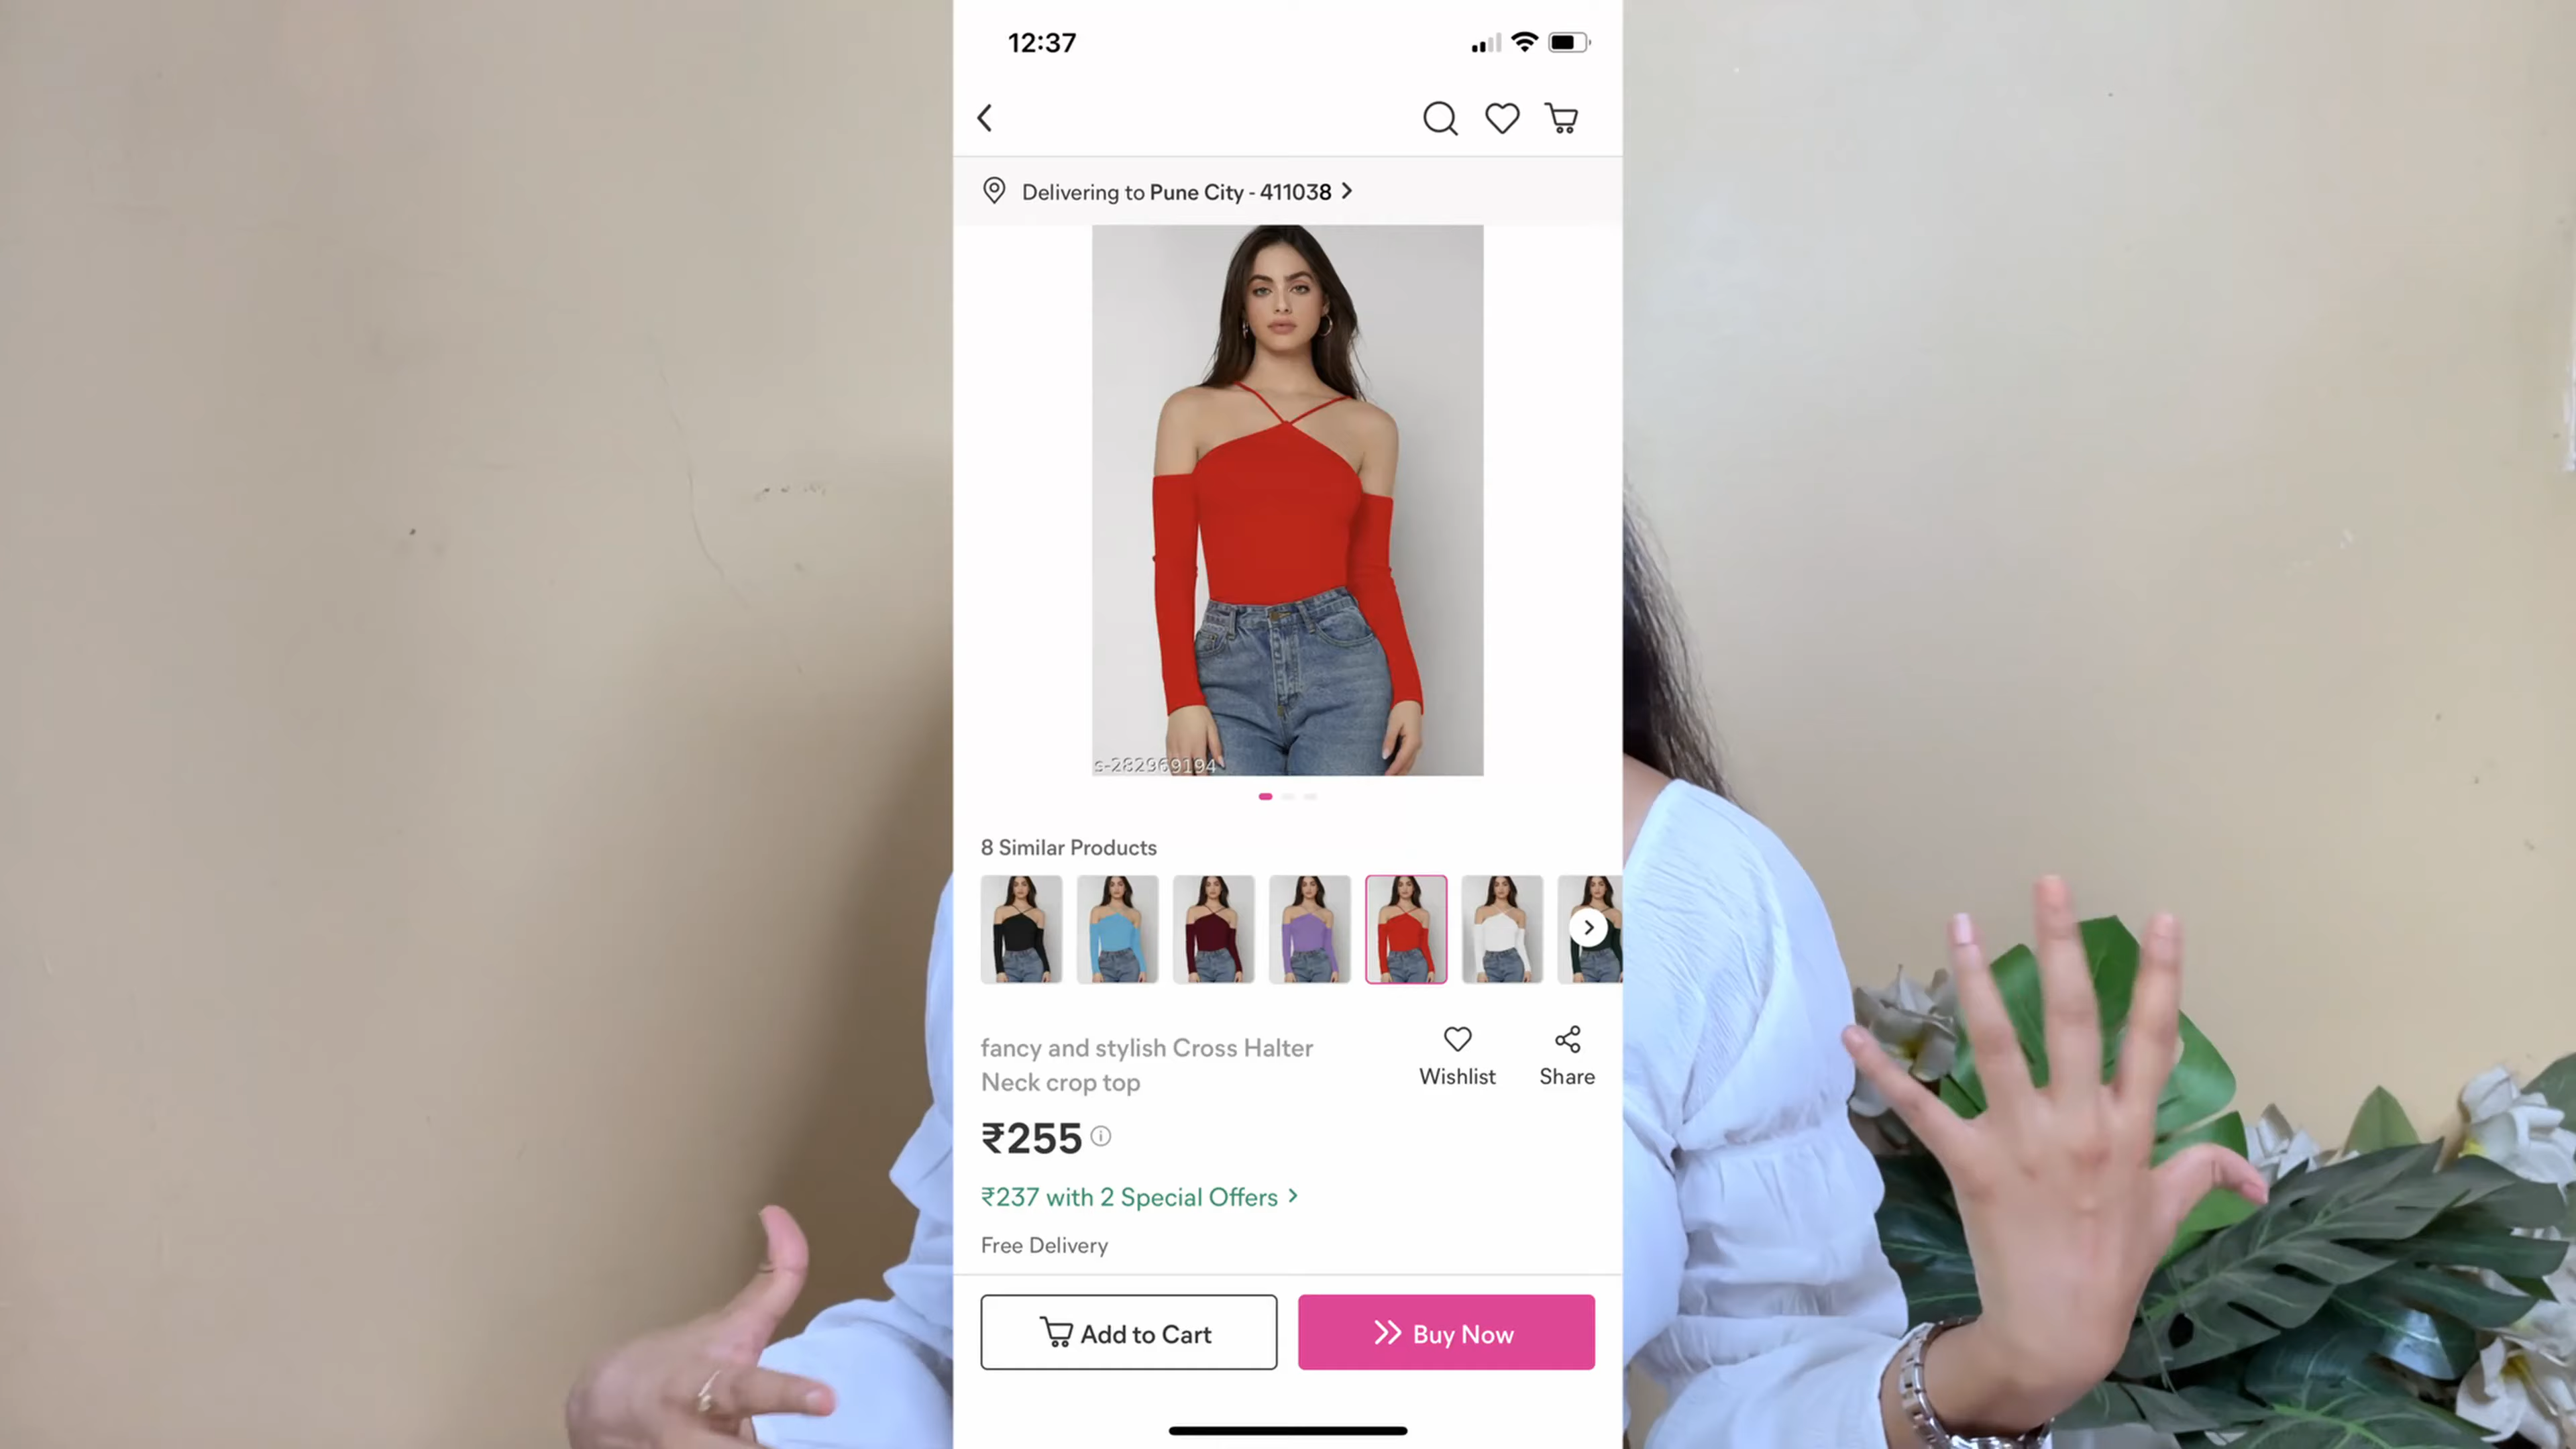 12:37
Delivering to Pune City - 411038
s-282969194
8 Similar Products
fancy and stylish Cross Halter
Neck crop top
Wishlist
Share
₹255
₹237 with 2 Special Offers
Free Delivery
Add to Cart
Buy Now